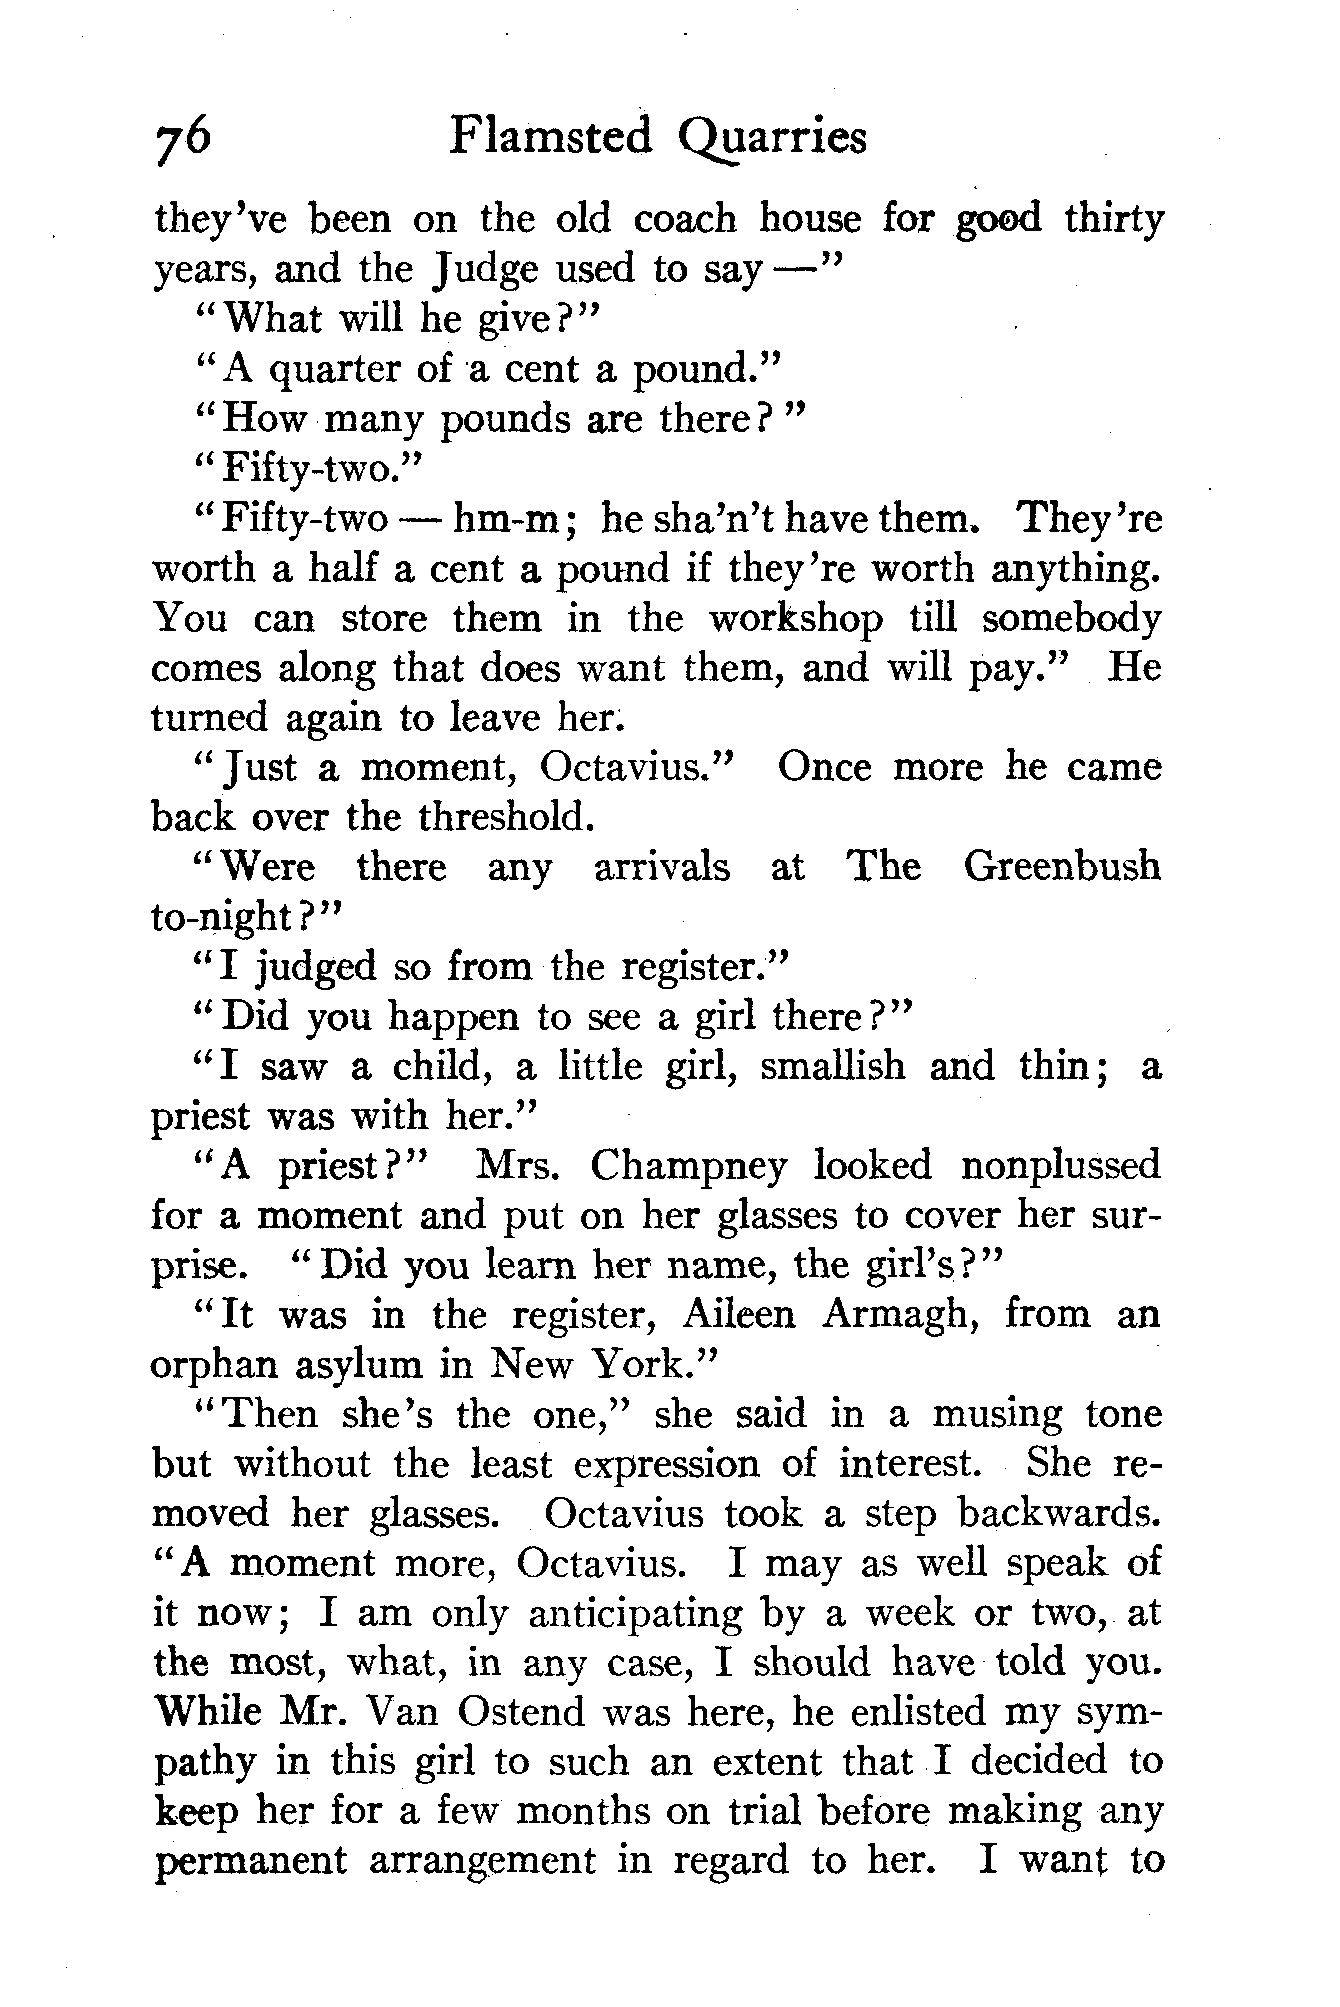 76 Flamsted Quarries
they've been on the old coach house for good thirty
years, and the Judge used to say —"
"What will he give?"
"A quarter of a cent a pound."
"How many pounds are there?"
"Fifty-two."
"Fifty-two — hm-m; he sha'n't have them. They're
worth a half a cent a pound if they're worth anything.
You can store them in the workshop till somebody
comes along that does want them, and will pay." He
turned again to leave her.
"Just a moment, Octavius." Once more he came
back over the threshold.
"Were there any arrivals at The Greenbush
to-night?"
"I judged so from the register."
"Did you happen to see a girl there?"
"I saw a child, a little girl, smallish and thin; a
priest was with her."
"A priest?" Mrs. Champney looked nonplussed
for a moment and put on her glasses to cover her sur-
prise. "Did you learn her name, the girl's?"
"It was in the register, Aileen Armagh, from an
orphan asylum in New York."
"Then she's the one," she said in a musing tone
but without the least expression of interest. She re-
moved her glasses. Octavius took a step backwards.
"A moment more, Octavius. I may as well speak of
it now; I am only anticipating by a week or two, at
the most, what, in any case, I should have told you.
While Mr. Van Ostend was here, he enlisted my sym-
pathy in this girl to such an extent that I decided to
keep her for a few months on trial before making any
permanent arrangement in regard to her. I want to